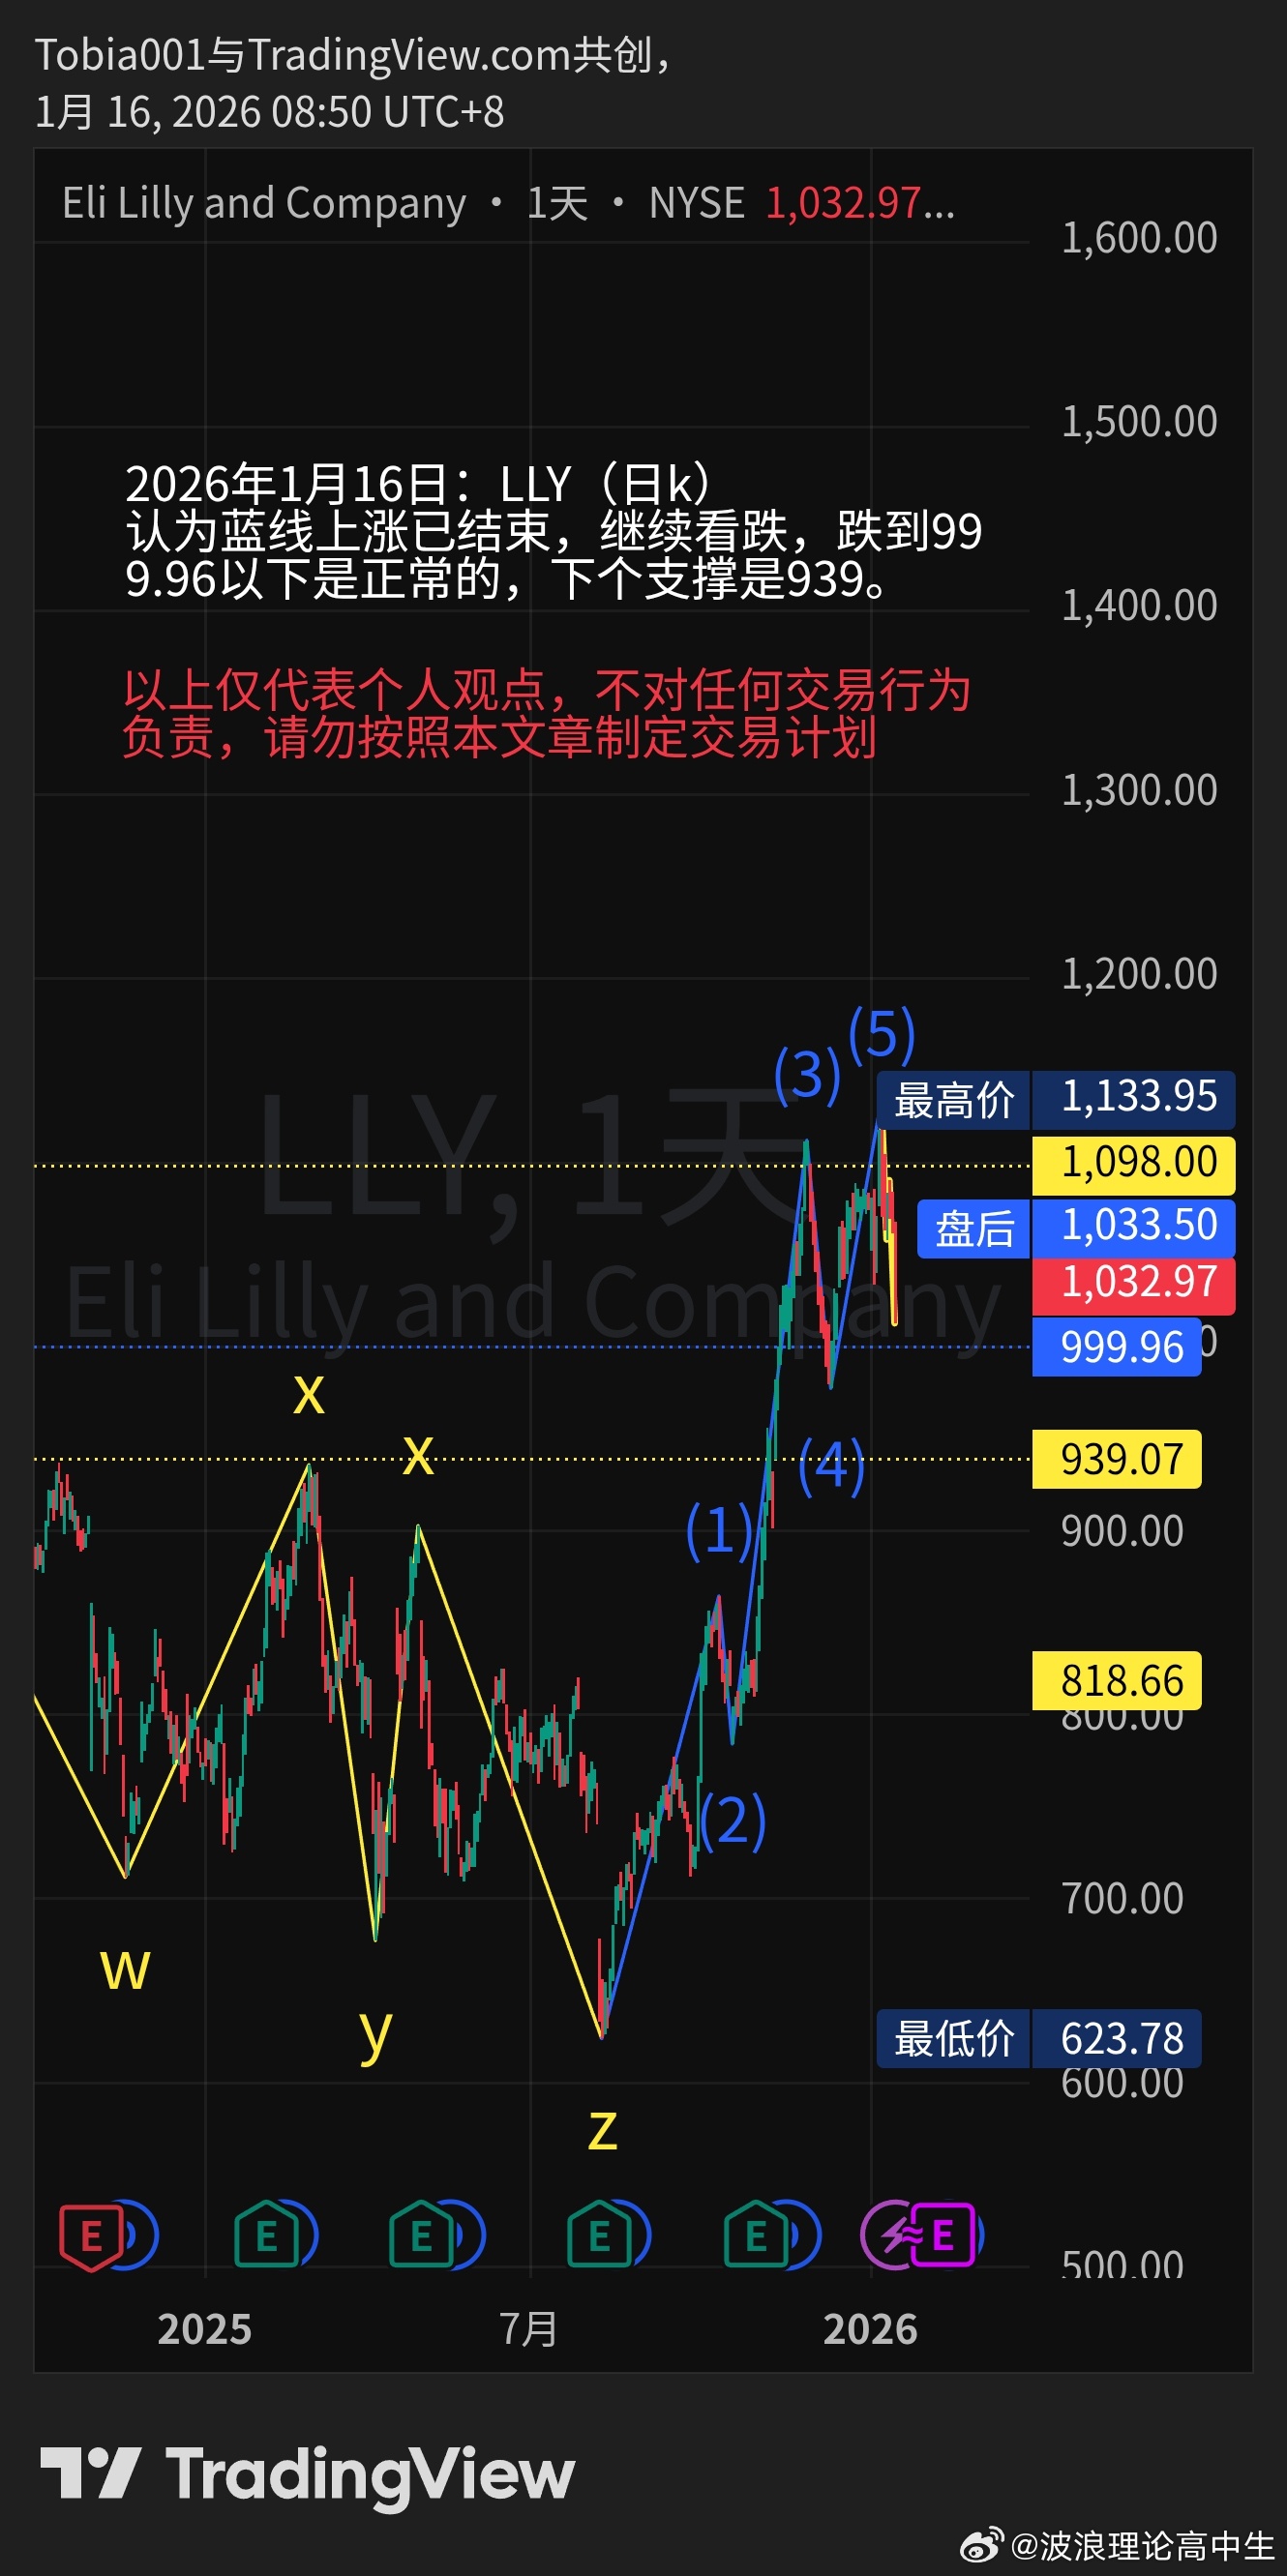 Tobia001与TradingView.com共创，
1月 16, 2026 08:50 UTC+8
Eli Lilly and Company · 1天 · NYSE 1,032.97...
1,600.00
1,500.00
2026年1月16日：LLY（日k）
认为蓝线上涨已结束，继续看跌，跌到99
9.96以下是正常的，下个支撑是939。
1,400.00
以上仅代表个人观点，不对任何交易行为
负责，请勿按照本文章制定交易计划
1,300.00
1,200.00
(5)
(3)
最高价 1,133.95
LLY, 1天
1,098.00
盘后 1,033.50
Eli Lilly and Company
1,032.97
999.96
x
x
939.07
(4)
(1)
900.00
818.66
800.00
(2)
700.00
w
y
最低价 623.78
600.00
z
E
E
E
E
E
E
500.00
2025
7月
2026
TradingView
@波浪理论高中生